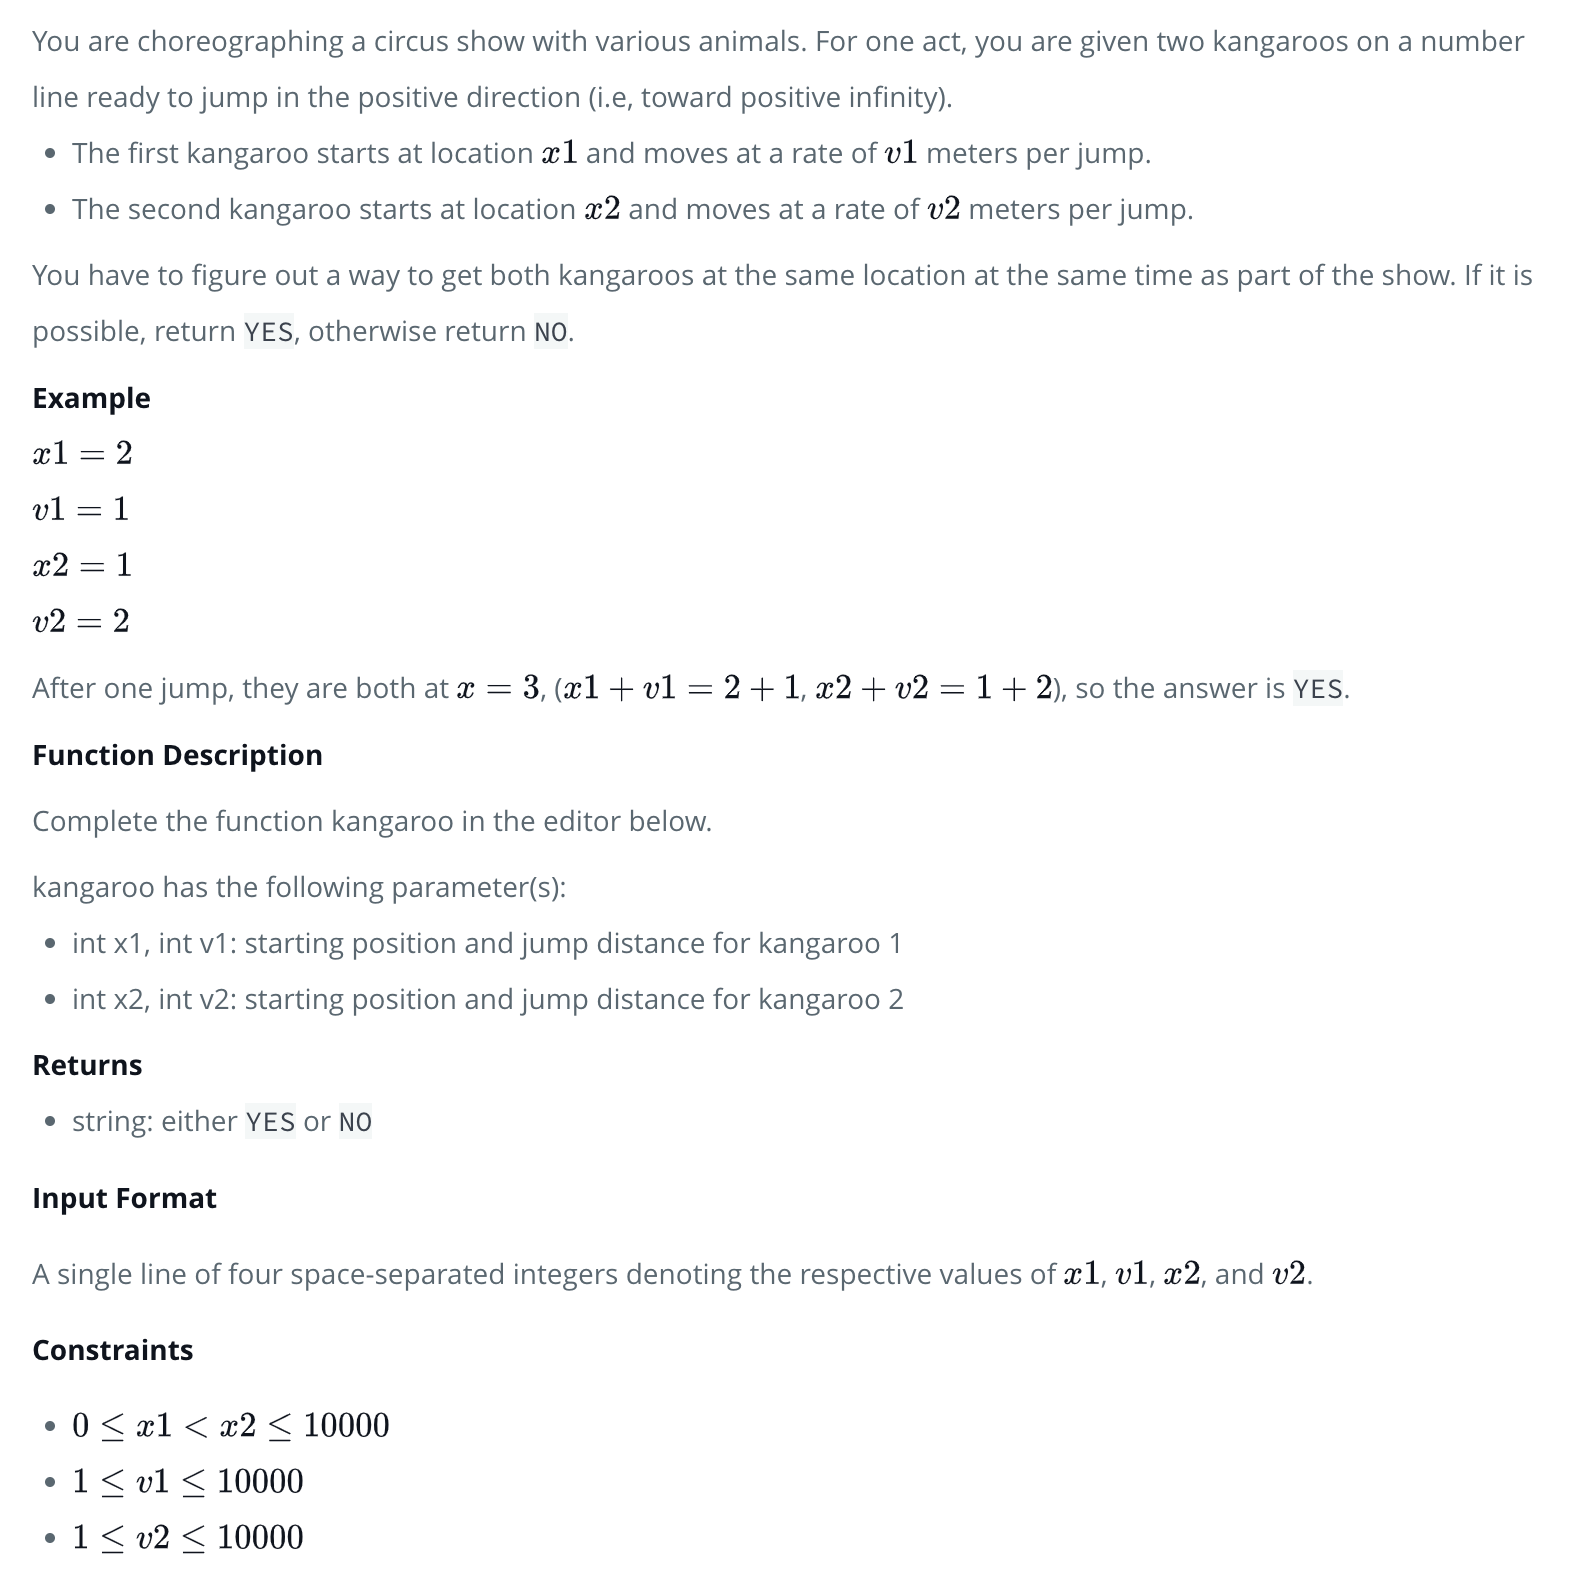 You are choreographing a circus show with various animals. For one act, you are given two kangaroos on a number
line ready to jump in the positive direction (i.e, toward positive infinity).
• The first kangaroo starts at location x1 and moves at a rate of v1 meters per jump.
• The second kangaroo starts at location x2 and moves at a rate of v2 meters per jump.
You have to figure out a way to get both kangaroos at the same location at the same time as part of the show. If it is
possible, return YES, otherwise return NO.
Example
x1 = 2
v1 = 1
x2 = 1
v2 = 2
After one jump, they are both at x = 3, (x1 + v1 = 2 + 1, x2 + v2 = 1 + 2), so the answer is YES.
Function Description
Complete the function kangaroo in the editor below.
kangaroo has the following parameter(s):
• int x1, int v1: starting position and jump distance for kangaroo 1
• int x2, int v2: starting position and jump distance for kangaroo 2
Returns
• string: either YES or NO
Input Format
A single line of four space-separated integers denoting the respective values of x1, v1, x2, and v2.
Constraints
• 0 ≤ x1 < x2 ≤ 10000
• 1 ≤ v1 ≤ 10000
• 1 ≤ v2 ≤ 10000